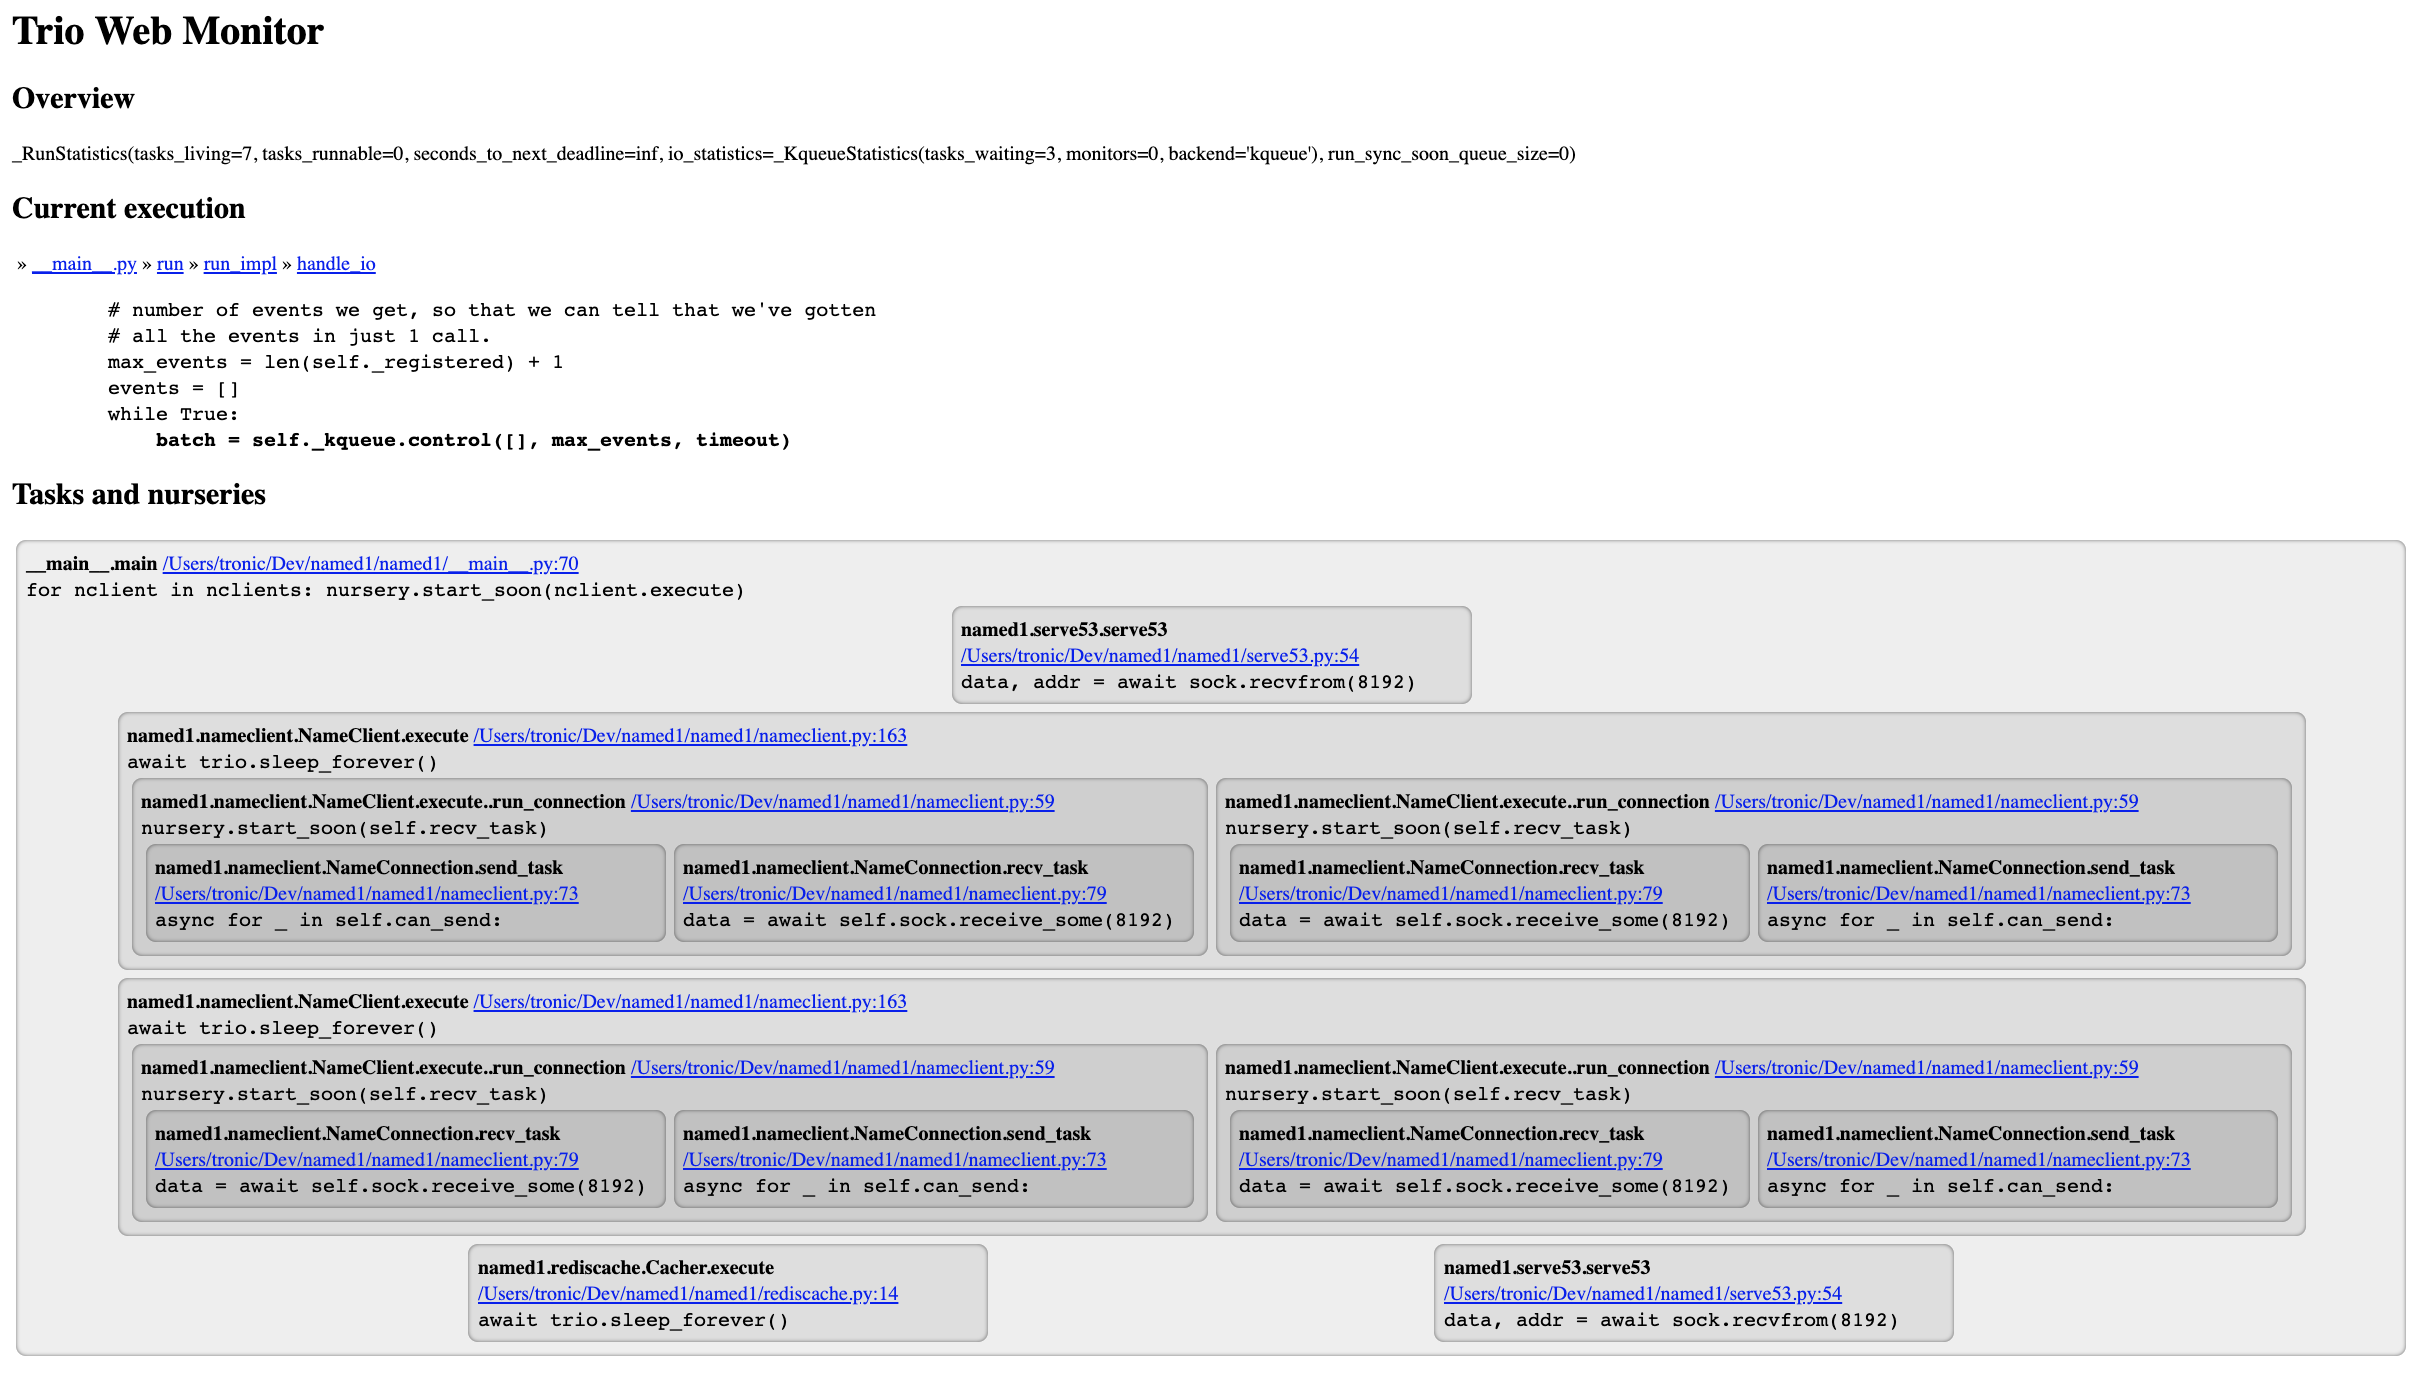 Trio Web Monitor
Overview
_RunStatistics(tasks_living=7, tasks_runnable=0, seconds_to_next_deadline=inf, io_statistics=_KqueueStatistics(tasks_waiting=3, monitors=0, backend='kqueue'), run_sync_soon_queue_size=0)
Current execution
» __main__.py » run » run_impl » handle_io
# number of events we get, so that we can tell that we've gotten
# all the events in just 1 call.
max_events = len(self._registered) + 1
events = []
while True:
batch = self._kqueue.control([], max_events, timeout)
Tasks and nurseries
__main__.main /Users/tronic/Dev/named1/named1/__main__.py:70
for nclient in nclients: nursery.start_soon(nclient.execute)
named1.serve53.serve53
/Users/tronic/Dev/named1/named1/serve53.py:54
data, addr = await sock.recvfrom(8192)
named1.nameclient.NameClient.execute /Users/tronic/Dev/named1/named1/nameclient.py:163
await trio.sleep_forever()
named1.nameclient.NameClient.execute..run_connection /Users/tronic/Dev/named1/named1/nameclient.py:59
nursery.start_soon(self.recv_task)
named1.nameclient.NameConnection.send_task
/Users/tronic/Dev/named1/named1/nameclient.py:73
async for _ in self.can_send:
named1.nameclient.NameConnection.recv_task
/Users/tronic/Dev/named1/named1/nameclient.py:79
data = await self.sock.receive_some(8192)
named1.nameclient.NameClient.execute..run_connection /Users/tronic/Dev/named1/named1/nameclient.py:59
nursery.start_soon(self.recv_task)
named1.nameclient.NameConnection.recv_task
/Users/tronic/Dev/named1/named1/nameclient.py:79
data = await self.sock.receive_some(8192)
named1.nameclient.NameConnection.send_task
/Users/tronic/Dev/named1/named1/nameclient.py:73
async for _ in self.can_send:
named1.nameclient.NameClient.execute /Users/tronic/Dev/named1/named1/nameclient.py:163
await trio.sleep_forever()
named1.nameclient.NameClient.execute..run_connection /Users/tronic/Dev/named1/named1/nameclient.py:59
nursery.start_soon(self.recv_task)
named1.nameclient.NameConnection.recv_task
/Users/tronic/Dev/named1/named1/nameclient.py:79
data = await self.sock.receive_some(8192)
named1.nameclient.NameConnection.send_task
/Users/tronic/Dev/named1/named1/nameclient.py:73
async for _ in self.can_send:
named1.nameclient.NameClient.execute..run_connection /Users/tronic/Dev/named1/named1/nameclient.py:59
nursery.start_soon(self.recv_task)
named1.nameclient.NameConnection.recv_task
/Users/tronic/Dev/named1/named1/nameclient.py:79
data = await self.sock.receive_some(8192)
named1.nameclient.NameConnection.send_task
/Users/tronic/Dev/named1/named1/nameclient.py:73
async for _ in self.can_send:
named1.rediscache.Cacher.execute
/Users/tronic/Dev/named1/named1/rediscache.py:14
await trio.sleep_forever()
named1.serve53.serve53
/Users/tronic/Dev/named1/named1/serve53.py:54
data, addr = await sock.recvfrom(8192)